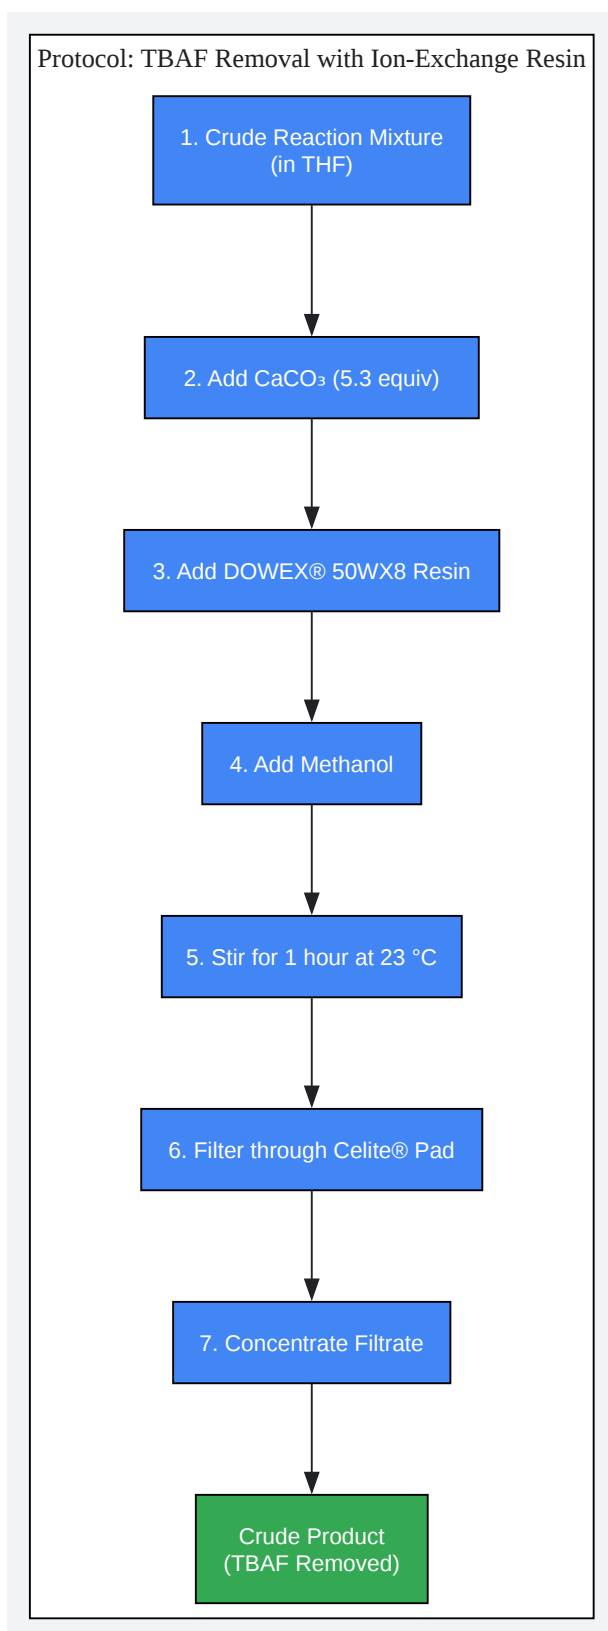 Protocol: TBAF Removal with Ion-Exchange Resin
1. Crude Reaction Mixture
(in THF)
2. Add CaCO₃ (5.3 equiv)
3. Add DOWEX® 50WX8 Resin
4. Add Methanol
5. Stir for 1 hour at 23 °C
6. Filter through Celite® Pad
7. Concentrate Filtrate
Crude Product
(TBAF Removed)